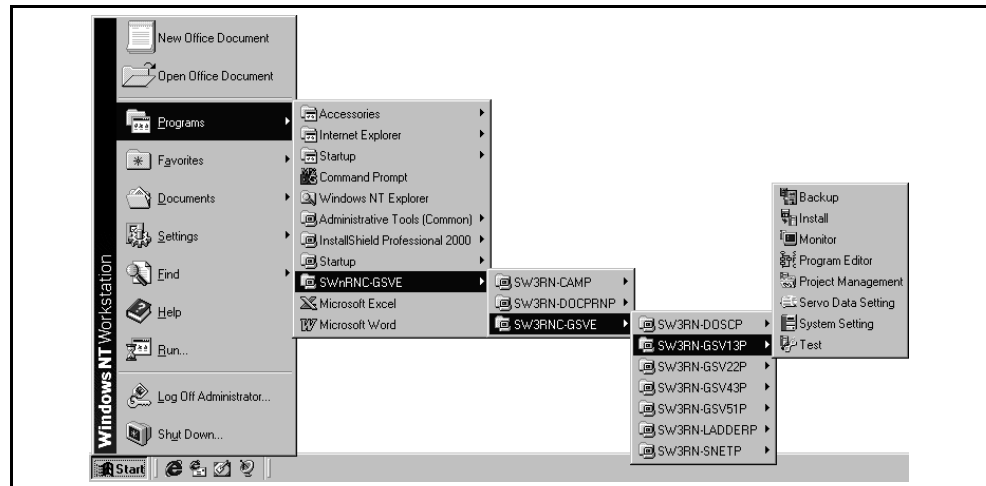 New Office Document
Open Office Document
Programs
Favorites
Documents
Settings
Find
Help
Run...
Log Off Administrator...
Shut Down...
Windows NT Workstation
Start
Accessories
Internet Explorer
Startup
Command Prompt
Windows NT Explorer
Administrative Tools (Common)
InstallShield Professional 2000
Startup
SWnRNC-GSVE
Microsoft Excel
Microsoft Word
SW3RN-CAMP
SW3RN-DOCPRNP
SW3RNC-GSVE
SW3RN-DOSCP
SW3RN-GSV13P
SW3RN-GSV22P
SW3RN-GSV43P
SW3RN-GSV51P
SW3RN-LADDERP
SW3RN-SNETP
Backup
Install
Monitor
Program Editor
Project Management
Servo Data Setting
System Setting
Test